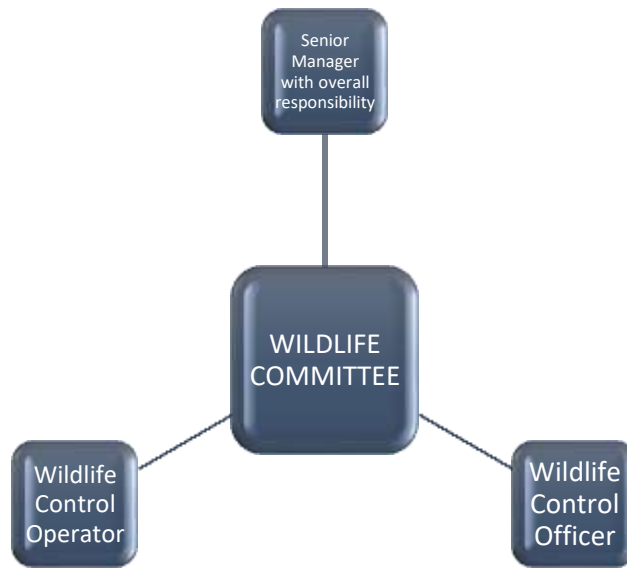 Senior
Manager
with overall
responsibility
WILDLIFE
COMMITTEE
Wildlife
Control
Operator
Wildlife
Control
Officer